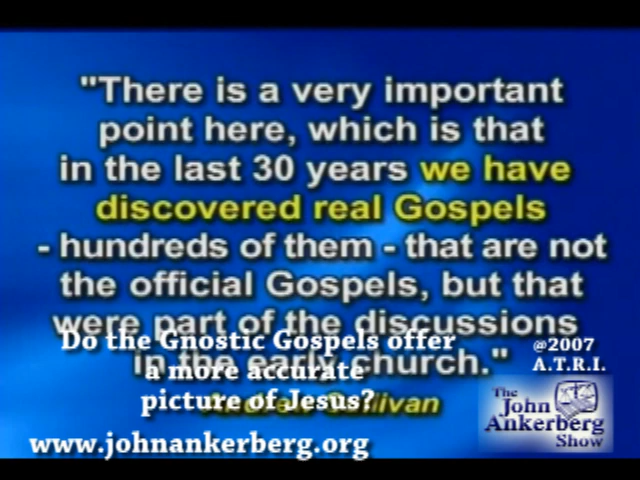 "There is a very important
point here, which is that
in the last 30 years we have
discovered real Gospels
- hundreds of them - that are not
the official Gospels, but that
were part of the discussions
in the early church."
Sullivan
Do the Gnostic Gospels offer
a more accurate
picture of Jesus?
www.johnankerberg.org
@2007
A.T.R.I.
The
John
Ankerberg
Show